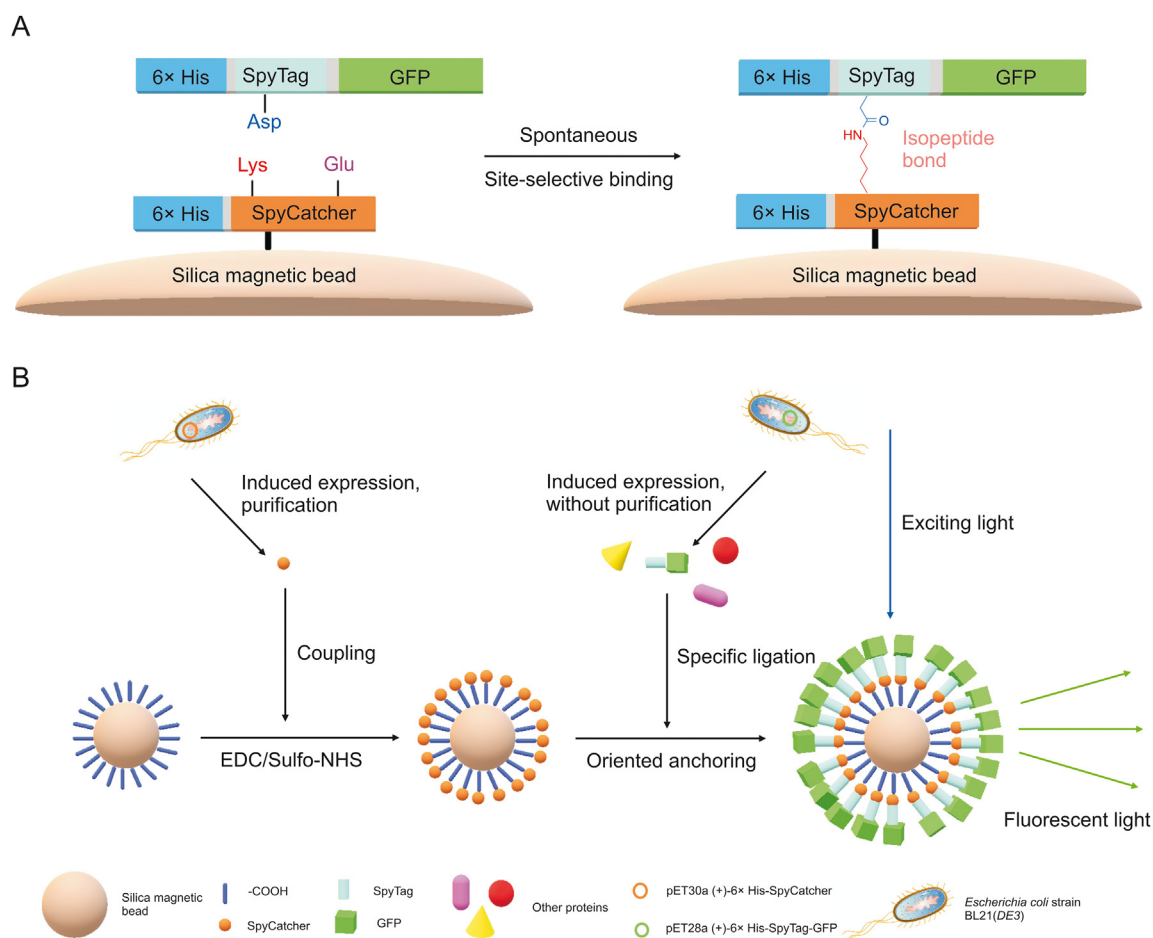 A
6× His
SpyTag
GFP
Asp
Lys
Glu
6× His
SpyCatcher
Silica magnetic bead
Spontaneous
Site-selective binding
6× His
SpyTag
GFP
O
HN
Isopeptide
bond
6× His
SpyCatcher
Silica magnetic bead
B
Induced expression,
purification
Coupling
EDC/Sulfo-NHS
Induced expression,
without purification
Specific ligation
Oriented anchoring
Exciting light
Fluorescent light
Silica magnetic
bead
-COOH
SpyCatcher
SpyTag
GFP
Other proteins
pET30a (+)-6× His-SpyCatcher
pET28a (+)-6× His-SpyTag-GFP
Escherichia coli strain
BL21(DE3)